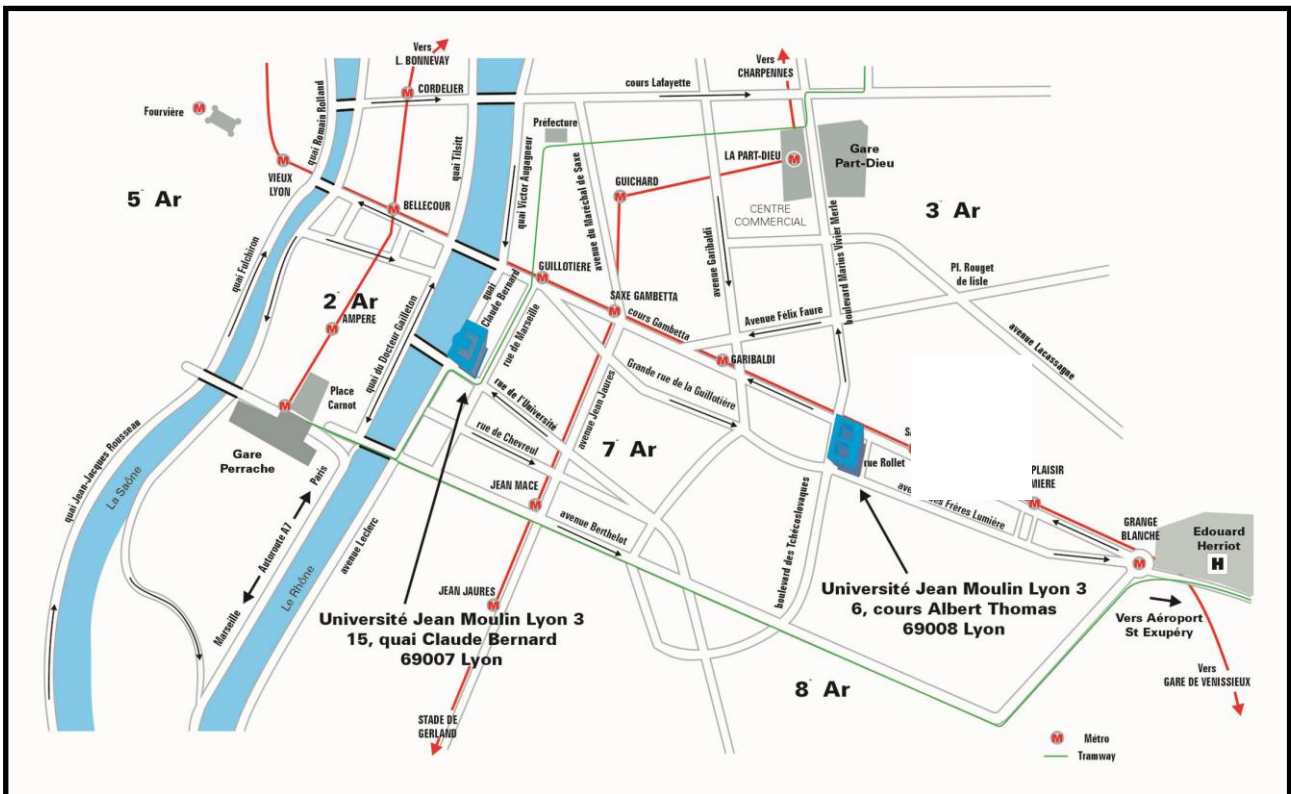 Vers
L. BONNEVAY
CORDELIER
Vers
CHARPENNES
cours Lafayette
Fourvière
M
quai Romain Rolland
quai Tilsitt
Préfecture
quai Victor Augagneur
avenue du Maréchal de Saxe
LA PART-DIEU
Gare
Part-Dieu
VIEUX
LYON
GUICHARD
5 Ar
BELLECOUR
CENTRE
COMMERCIAL
3 Ar
avenue Garibaldi
boulevard Marius Vivier Merle
quai Fulchiron
GUILLOTIERE
quai
Claude Bernard
Pl. Rouget
de lisle
2 Ar
SAXE GAMBETTA
cours Gambetta
AMPERE
rue de Marseille
Avenue Félix Faure
avenue Lacassagne
quai du Docteur Gailleton
GARIBALDI
Place
Carnot
Grande rue de la Guillotière
rue de l'Université
avenue Jean Jaures
quai Jean-Jacques Rousseau
Gare
Perrache
rue de Chevreul
7 Ar
rue Rollet
La Saône
Paris
JEAN MACE
PLAISIR
MIERE
es Frères Lumière
avenue Berthelot
GRANGE
BLANCHE
Edouard
Herriot
H
Autoroute A7
avenue Leclerc
boulevard des Tchécoslovaques
Le Rhône
Marseille
JEAN JAURES
Université Jean Moulin Lyon 3
15, quai Claude Bernard
69007 Lyon
Université Jean Moulin Lyon 3
6, cours Albert Thomas
69008 Lyon
Vers Aéroport
St Exupéry
Vers
GARE DE VENISSIEUX
8 Ar
STADE DE
GERLAND
M Métro
Tramway